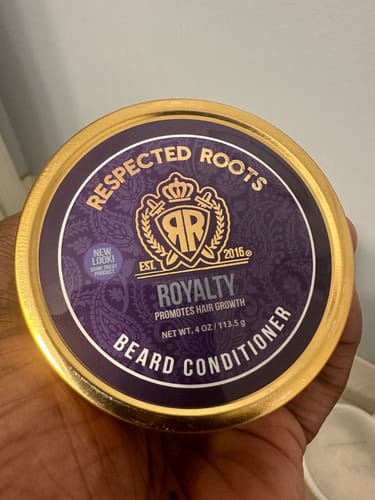 RESPECTED ROOTS
RR
EST. 2016®
NEW
LOOK!
SAME GREAT
PRODUCT
ROYALTY
PROMOTES HAIR GROWTH
NET WT. 4 OZ / 113.5 g
BEARD CONDITIONER